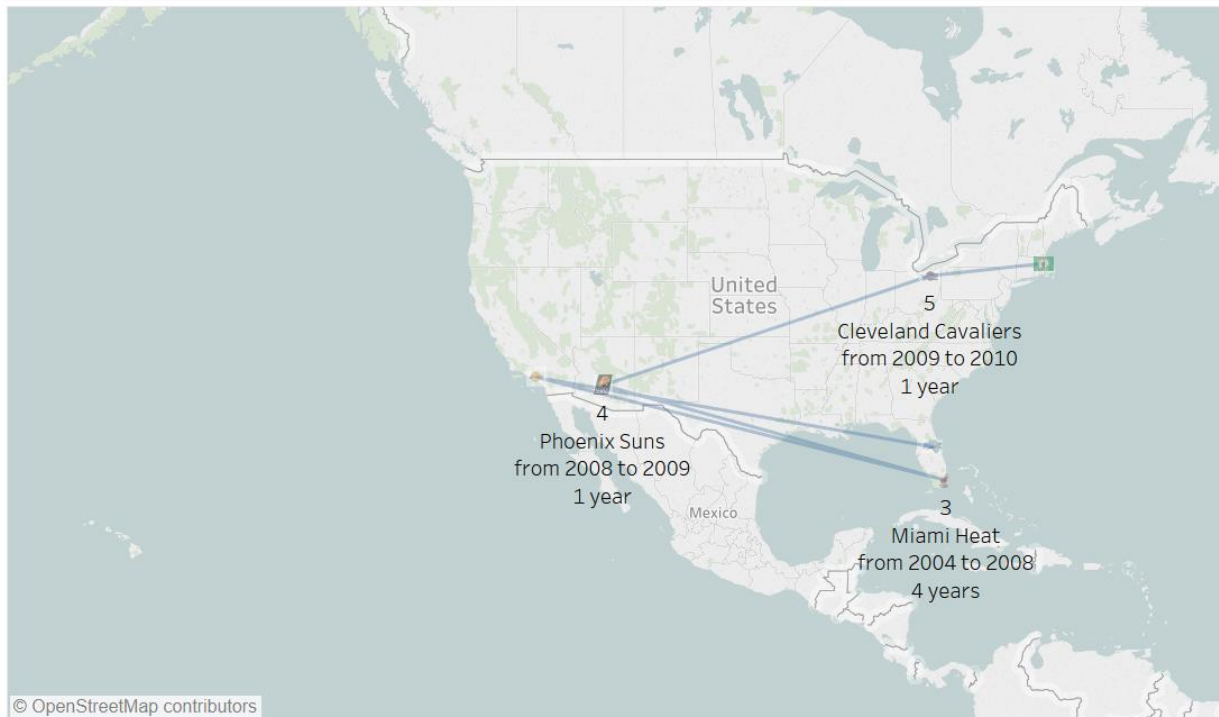 United
States
5
Cleveland Cavaliers
from 2009 to 2010
1 year
4
Phoenix Suns
from 2008 to 2009
1 year
Mexico
3
Miami Heat
from 2004 to 2008
4 years
© OpenStreetMap contributors